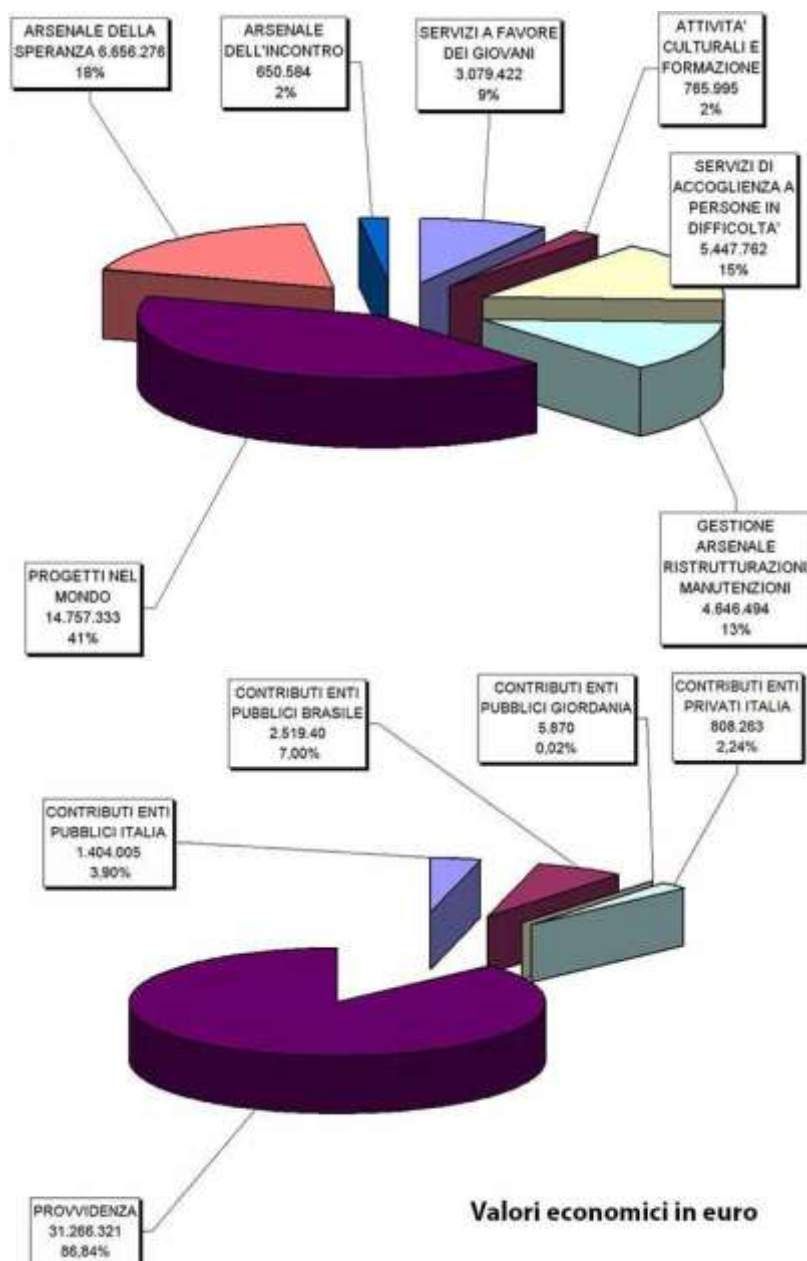 ARSENALE DELLA
SPERANZA 6.656.276
18%
ARSENALE
DELL'INCONTRO
650.584
2%
SERVIZI A FAVORE
DEI GIOVANI
3.079.422
9%
ATTIVITA'
CULTURALI E
FORMAZIONE
765.995
2%
SERVIZI DI
ACCOGLIENZA A
PERSONE IN
DIFFICOLTA'
5.447.762
15%
GESTIONE
ARSENALE
RISTRUTTURAZIONI
MANUTENZIONI
4.646.494
13%
PROGETTI NEL
MONDO
14.757.333
41%
CONTRIBUTI ENTI
PUBBLICI BRASILE
2.519.40
7,00%
CONTRIBUTI ENTI
PUBBLICI GIORDANIA
5.870
0,02%
CONTRIBUTI ENTI
PRIVATI ITALIA
808.263
2,24%
CONTRIBUTI ENTI
PUBBLICI ITALIA
1.404.005
3,90%
PROVVIDENZA
31.266.321
86,84%
Valori economici in euro